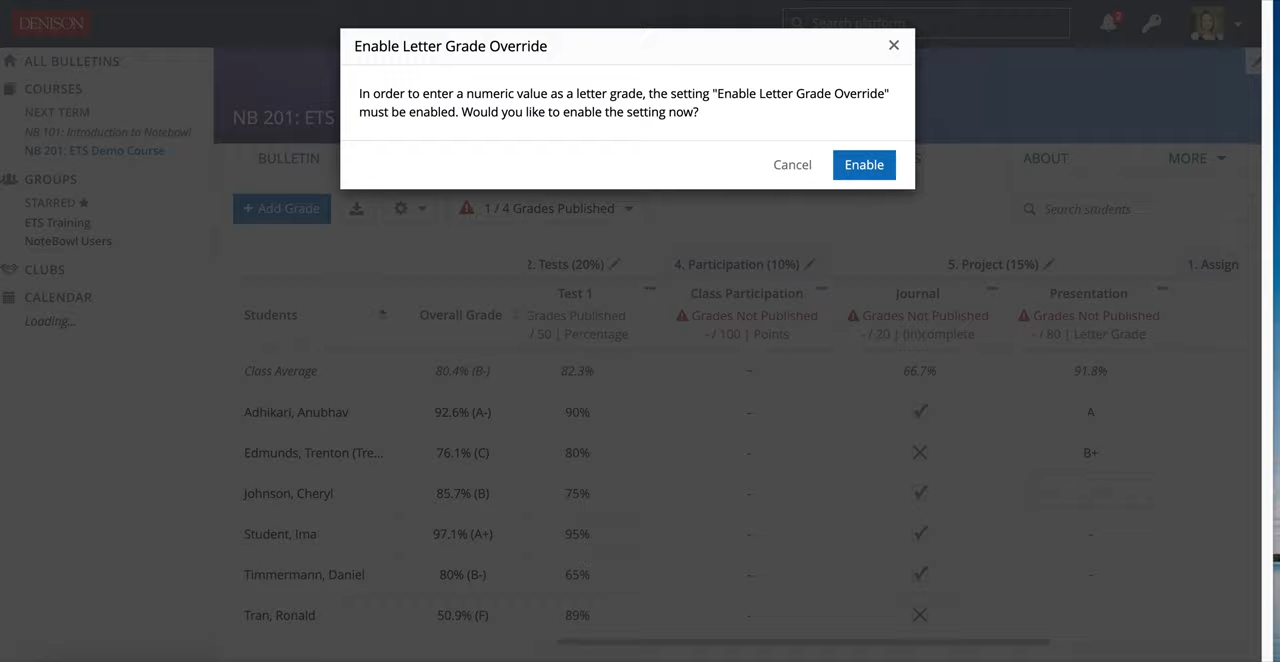 DENISON
Search platform
2
Enable Letter Grade Override
In order to enter a numeric value as a letter grade, the setting "Enable Letter Grade Override"
must be enabled. Would you like to enable the setting now?
Cancel
Enable
ALL BULLETINS
COURSES
NEXT TERM
NB 101: Introduction to Notebowl
NB 201: ETS Demo Course
GROUPS
STARRED
ETS Training
NoteBowl Users
CLUBS
CALENDAR
Loading...
NB 201: ETS
BULLETIN
S
ABOUT
MORE
+ Add Grade
1 / 4 Grades Published
Search students
2. Tests (20%)
4. Participation (10%)
5. Project (15%)
1. Assign
Students
Overall Grade
Test 1
Grades Published
/ 50 | Percentage
Class Participation
Grades Not Published
- / 100 | Points
Journal
Grades Not Published
- / 20 | (In)complete
Presentation
Grades Not Published
- / 80 | Letter Grade
Class Average 80.4% (B-) 82.3% - 66.7% 91.8%
Adhikari, Anubhav 92.6% (A-) 90% - A
Edmunds, Trenton (Tre... 76.1% (C) 80% - B+
Johnson, Cheryl 85.7% (B) 75% -
Student, Ima 97.1% (A+) 95% - -
Timmermann, Daniel 80% (B-) 65% - -
Tran, Ronald 50.9% (F) 89% -